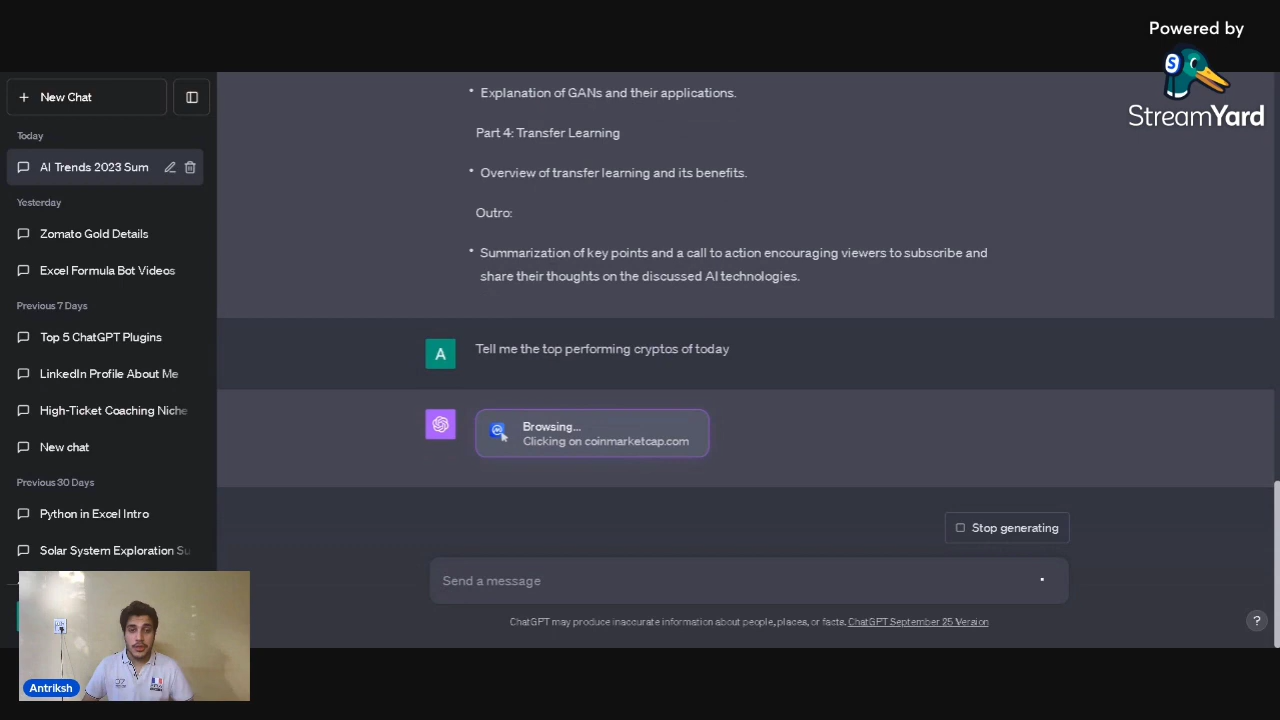 Powered by
StreamYard
New Chat
Today
AI Trends 2023 Sum
Yesterday
Zomato Gold Details
Excel Formula Bot Videos
Previous 7 Days
Top 5 ChatGPT Plugins
LinkedIn Profile About Me
High-Ticket Coaching Niche
New chat
Previous 30 Days
Python in Excel Intro
Solar System Exploration Su
• Explanation of GANs and their applications.
Part 4: Transfer Learning
• Overview of transfer learning and its benefits.
Outro:
• Summarization of key points and a call to action encouraging viewers to subscribe and
share their thoughts on the discussed AI technologies.
A
Tell me the top performing cryptos of today
Browsing...
Clicking on coinmarketcap.com
Stop generating
Send a message
ChatGPT may produce inaccurate information about people, places, or facts. ChatGPT September 25 Version
?
Antriksh